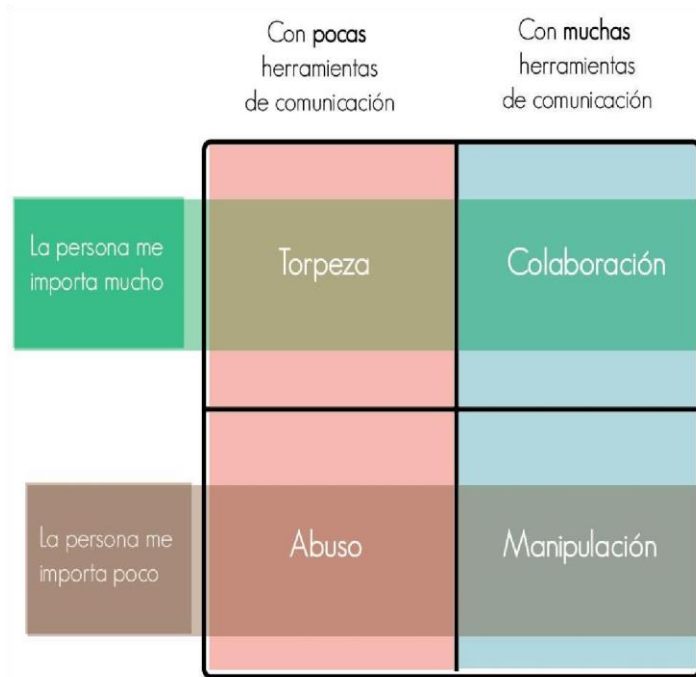 Con pocas
herramientas
de comunicación
Con muchas
herramientas
de comunicación
La persona me
importa mucho
Torpeza
Colaboración
La persona me
importa poco
Abuso
Manipulación